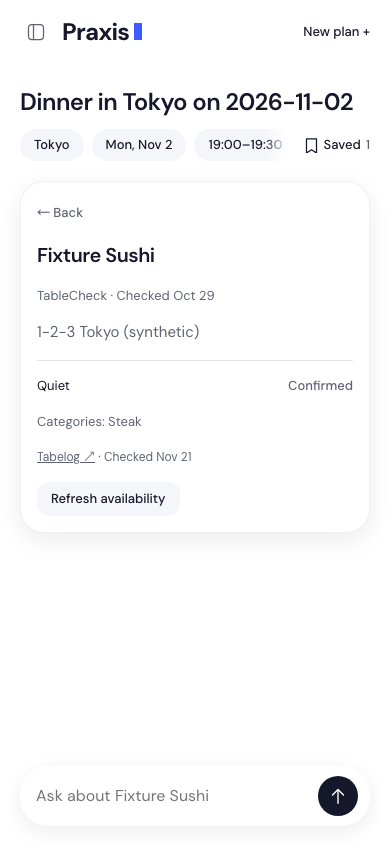 Praxis
New plan +
Dinner in Tokyo on 2026-11-02
Tokyo
Mon, Nov 2
19:00–19:30
Saved 1
← Back
Fixture Sushi
TableCheck · Checked Oct 29
1-2-3 Tokyo (synthetic)
Quiet
Confirmed
Categories: Steak
Tabelog ↗ · Checked Nov 21
Refresh availability
Ask about Fixture Sushi